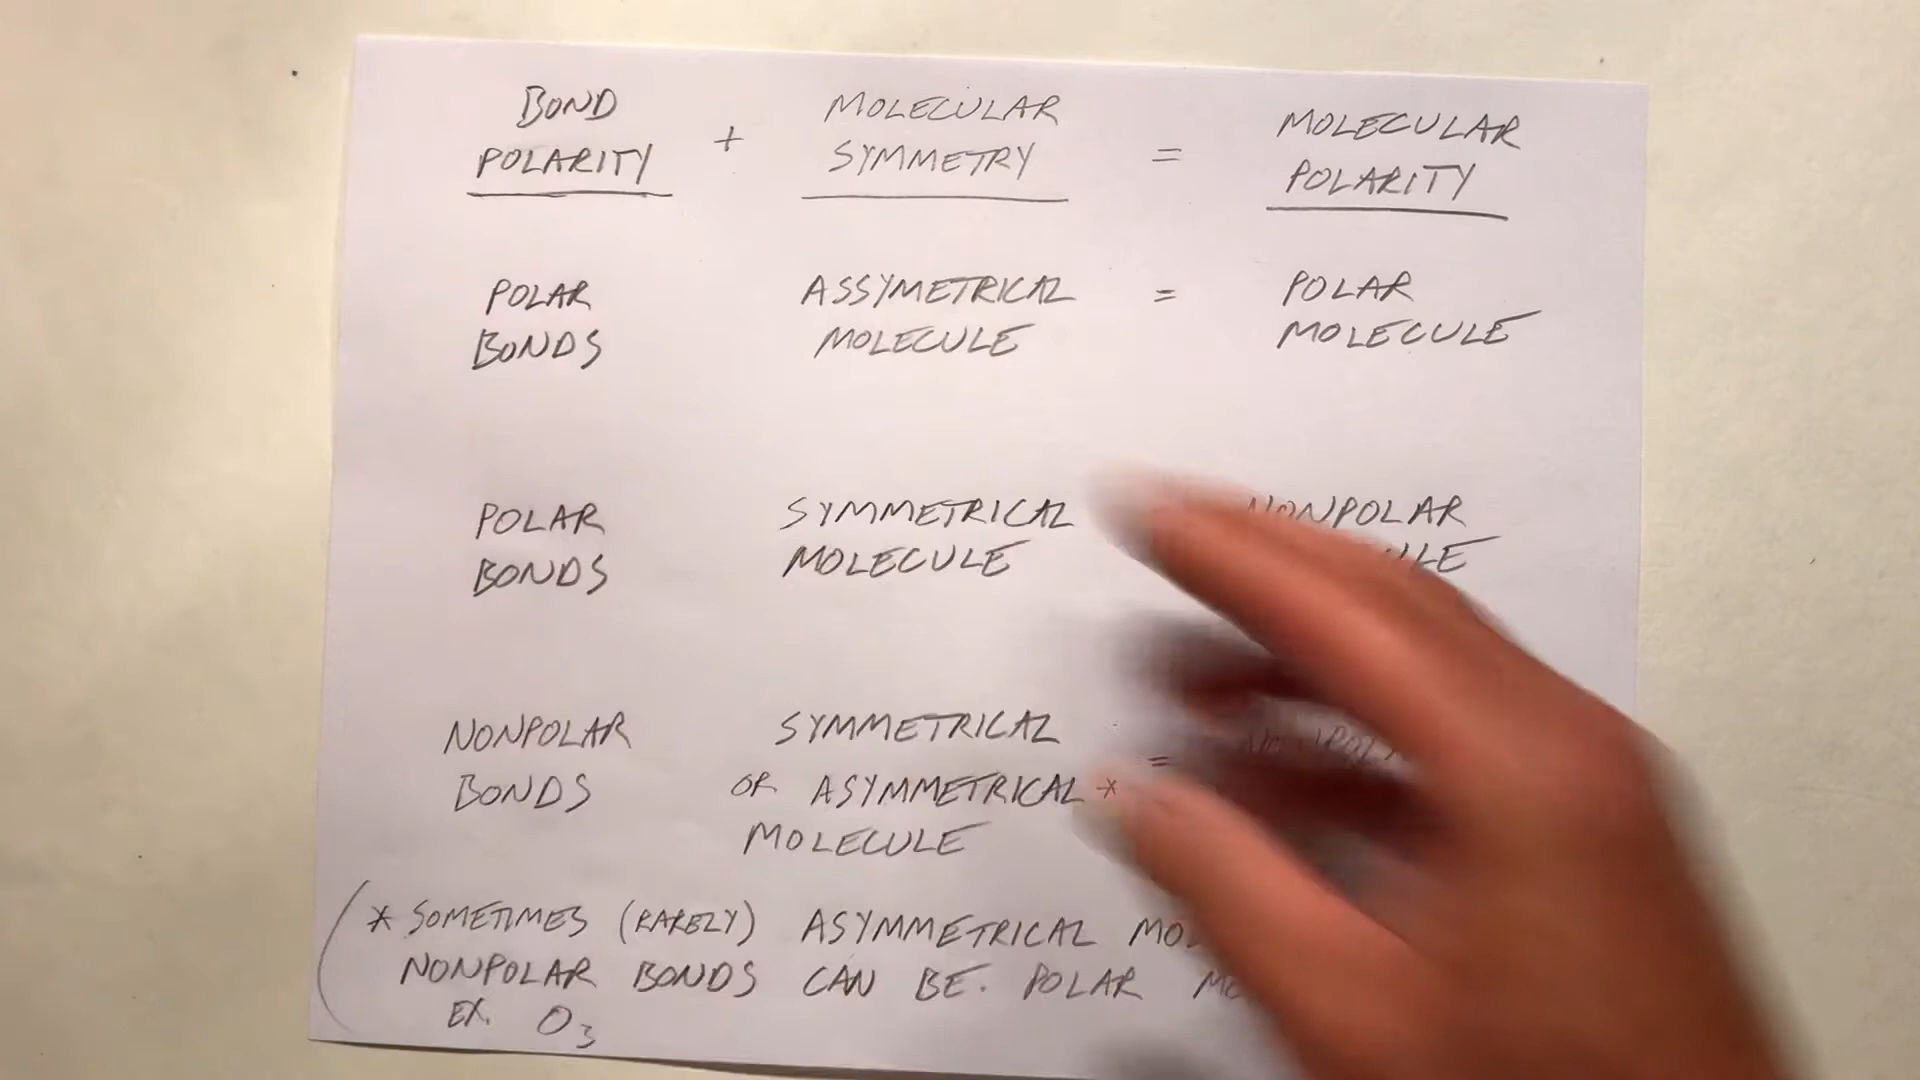 BOND
POLARITY
+
MOLECULAR
SYMMETRY
=
MOLECULAR
POLARITY
POLAR
BONDS
ASSYMETRICAL
MOLECULE
=
POLAR
MOLECULE
POLAR
BONDS
SYMMETRICAL
MOLECULE
NONPOLAR
NONPOLAR
BONDS
SYMMETRICAL
OR ASYMMETRICAL *
MOLECULE
=
* SOMETIMES (RARELY) ASYMMETRICAL
NONPOLAR BONDS CAN BE. POLAR
EX. O3